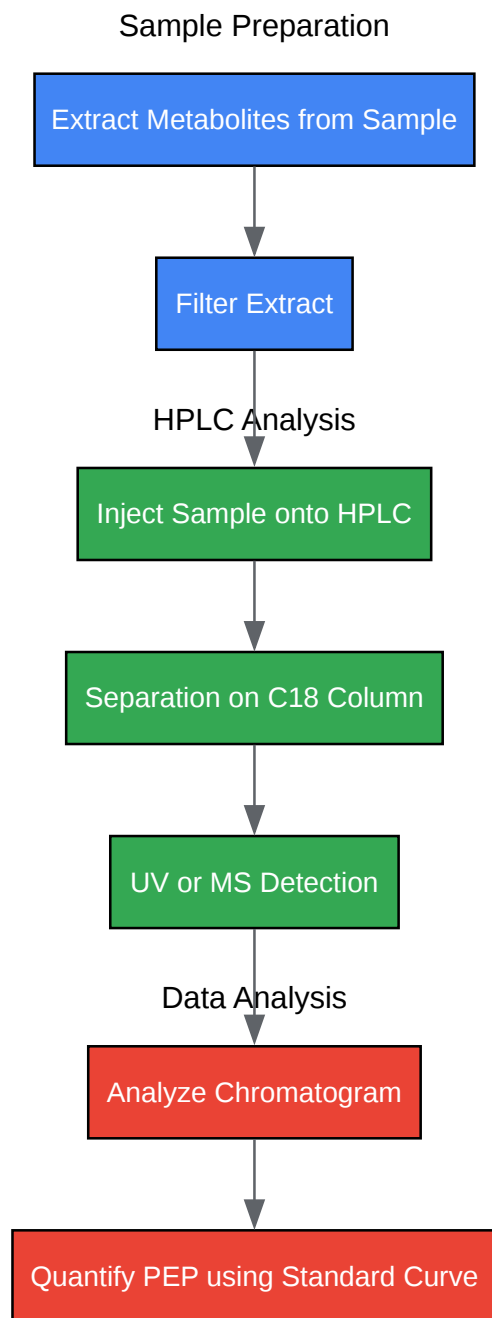 Sample Preparation
Extract Metabolites from Sample
Filter Extract
HPLC Analysis
Inject Sample onto HPLC
Separation on C18 Column
UV or MS Detection
Data Analysis
Analyze Chromatogram
Quantify PEP using Standard Curve